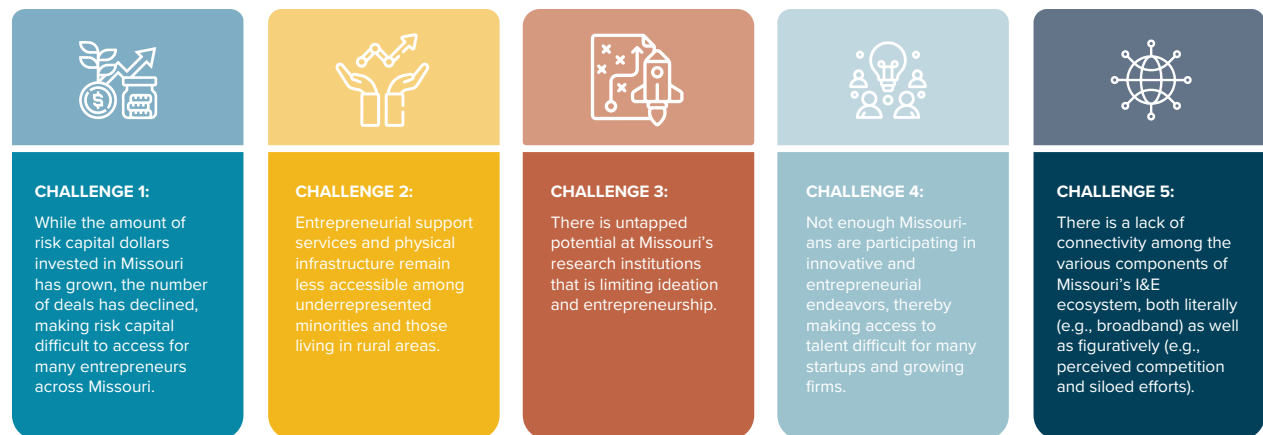 CHALLENGE 1:
While the amount of
risk capital dollars
invested in Missouri
has grown, the number
of deals has declined,
making risk capital
difficult to access for
many entrepreneurs
across Missouri.
CHALLENGE 2:
Entrepreneurial support
services and physical
infrastructure remain
less accessible among
underrepresented
minorities and those
living in rural areas.
CHALLENGE 3:
There is untapped
potential at Missouri's
research institutions
that is limiting ideation
and entrepreneurship.
CHALLENGE 4:
Not enough Missouri-
ans are participating in
innovative and
entrepreneurial
endeavors, thereby
making access to
talent difficult for many
startups and growing
firms.
CHALLENGE 5:
There is a lack of
connectivity among the
various components of
Missouri's I&E
ecosystem, both literally
(e.g., broadband) as well
as figuratively (e.g.,
perceived competition
and siloed efforts).